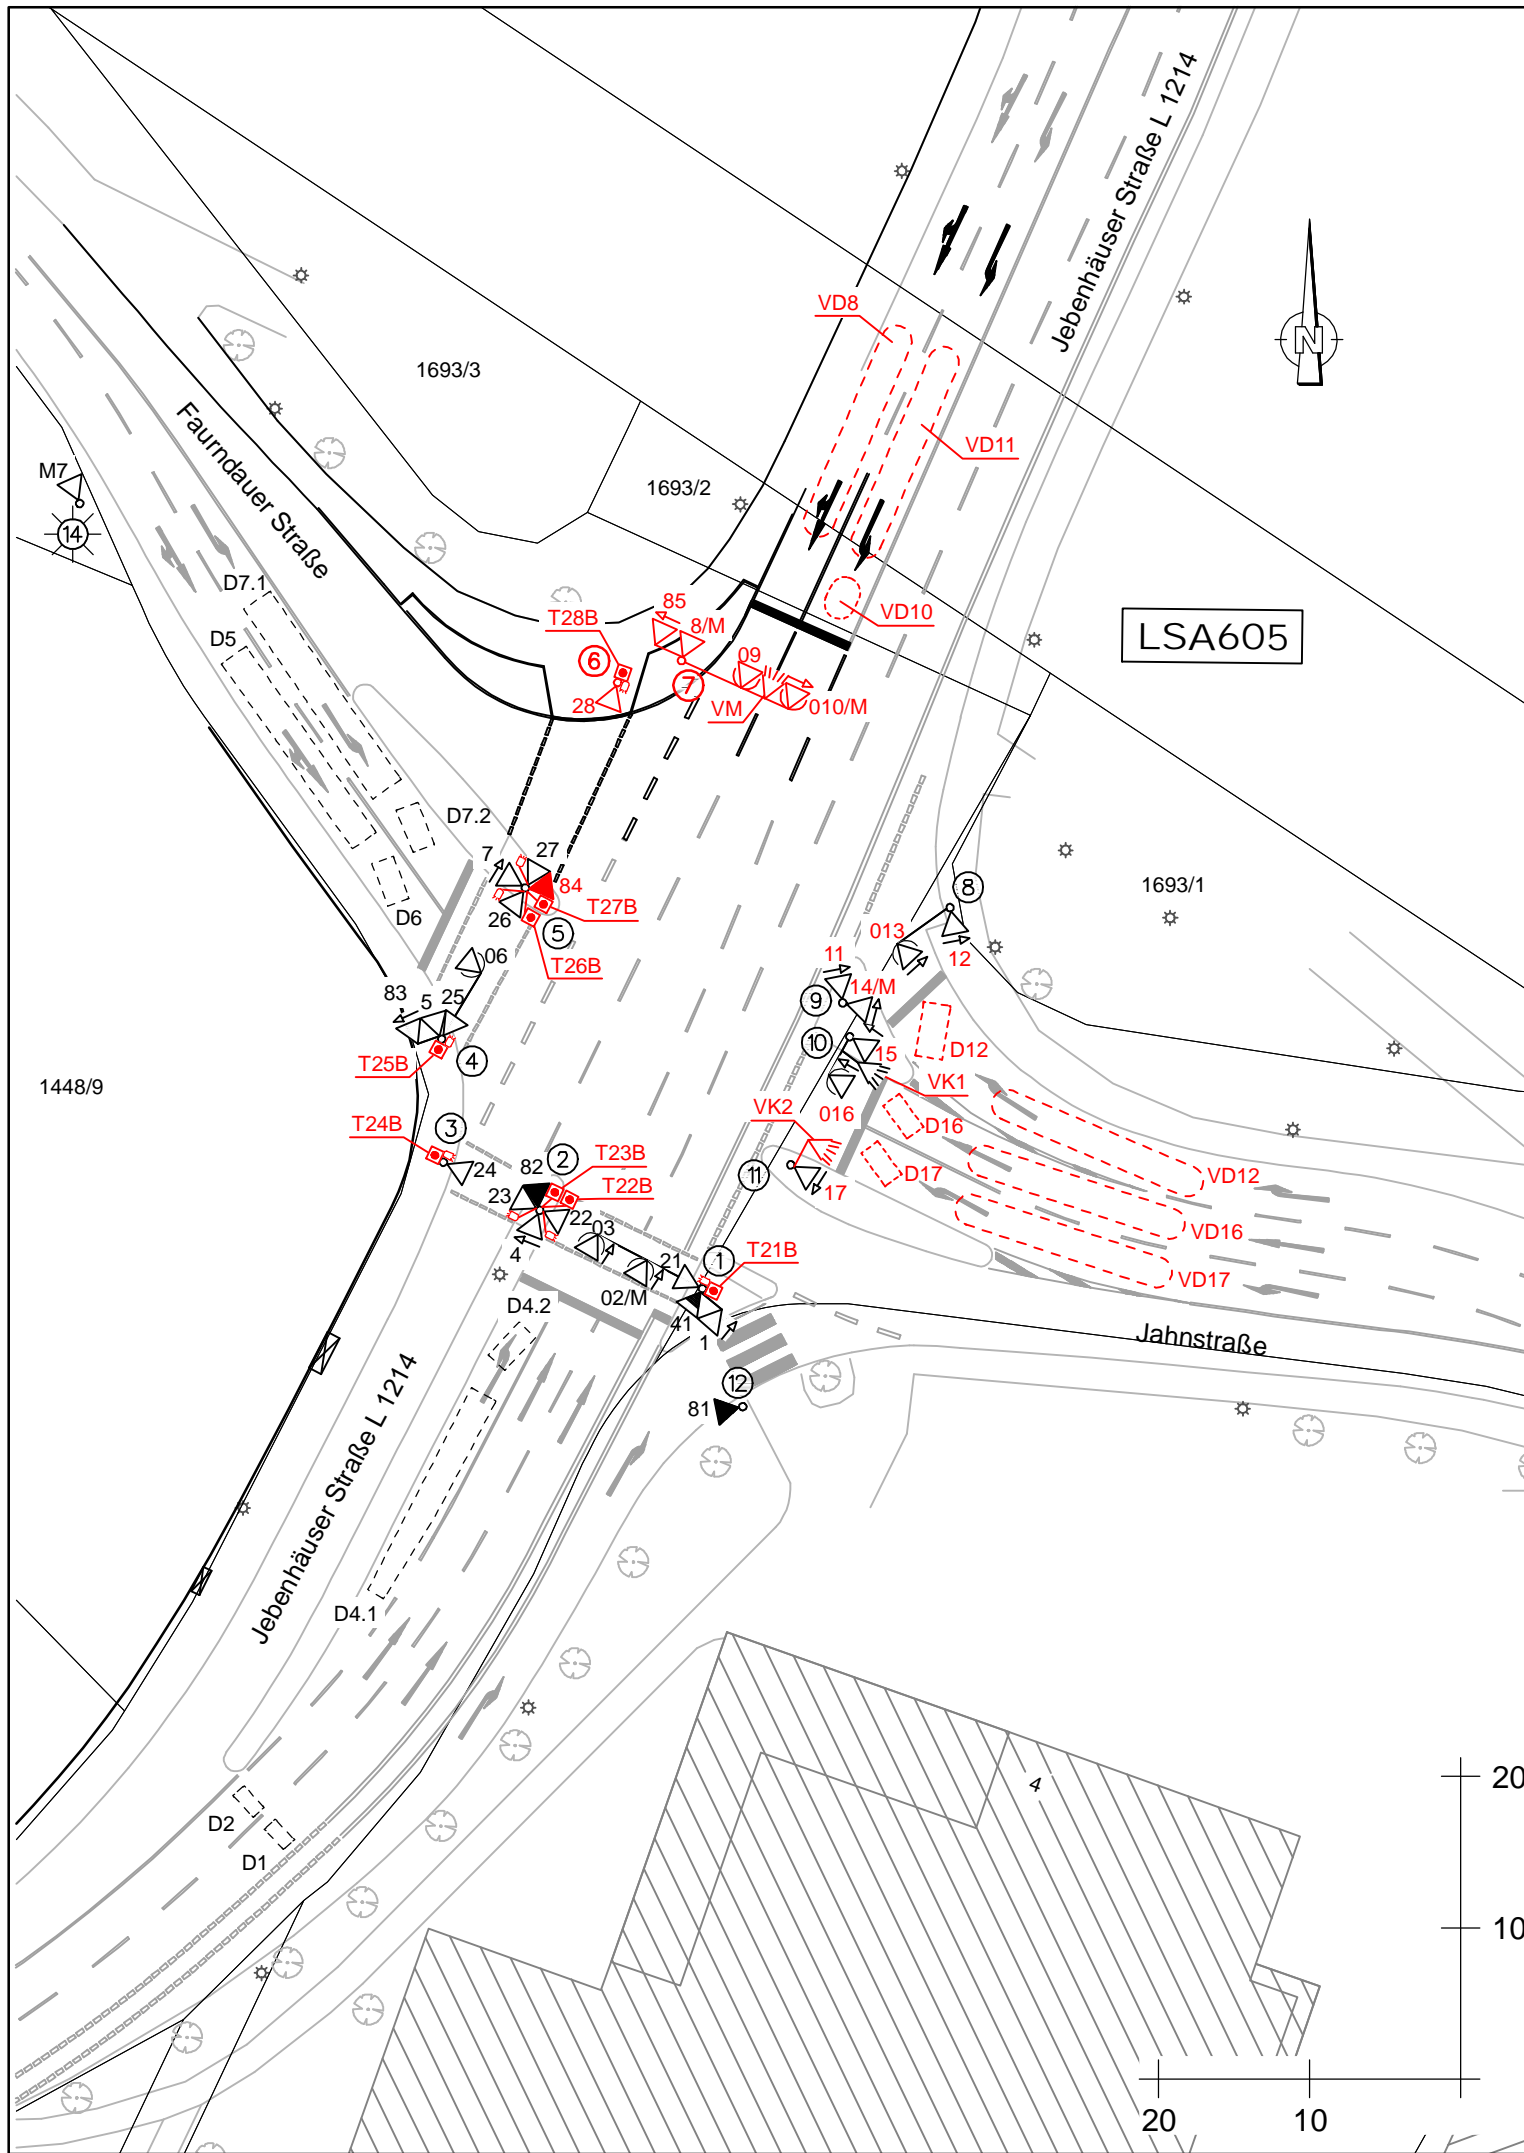 Jebenhäuser Straße L 1214
N
VD8
1693/3
Faurndauer Straße
VD11
M7
14
1693/2
D7.1
VD10
85
T28B
8/M
LSA605
D5
6
09
7
28
VM
010/M
D7.2
7
27
8
1693/1
84
T27B
D6
26
5
013
06
T26B
12
11
14/M
83
5
25
9
10
D12
T25B
4
15
1448/9
VK1
016
VK2
D16
3
T24B
2
T23B
24
82
D17
VD12
11
23
T22B
17
22
VD16
03
1
T21B
4
21
VD17
02/M
D4.2
41
1
Jahnstraße
12
81
Jebenhäuser Straße L 1214
D4.1
20
4
D2
D1
10
20
10